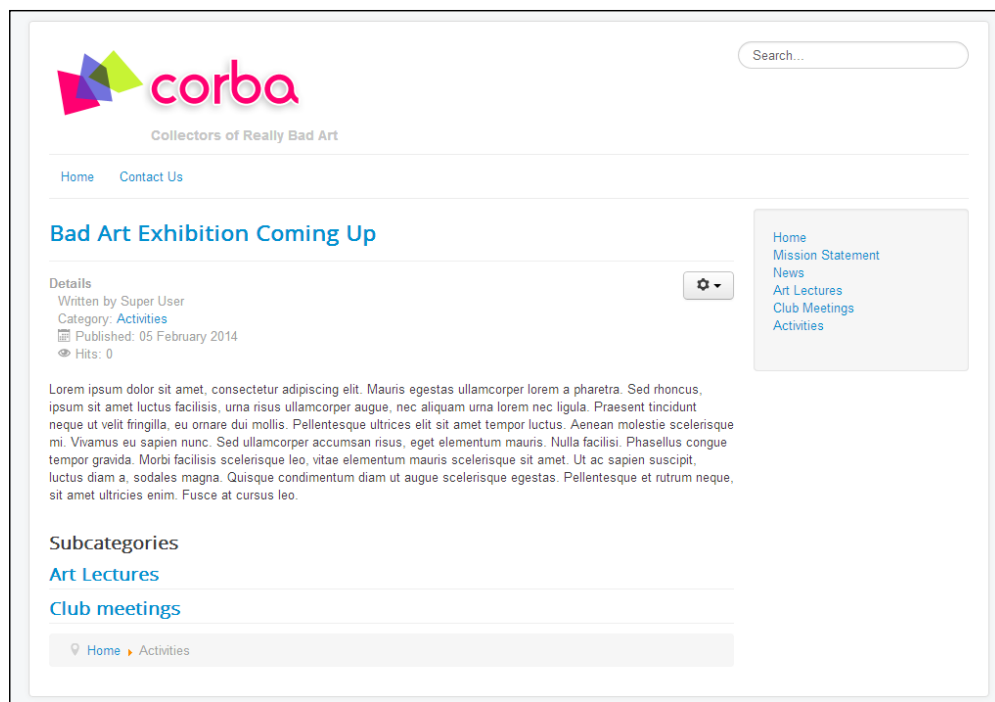 corba
Search...
Collectors of Really Bad Art
Home Contact Us
Bad Art Exhibition Coming Up
Details
Written by Super User
Category: Activities
Published: 05 February 2014
Hits: 0
Lorem ipsum dolor sit amet, consectetur adipiscing elit. Mauris egestas ullamcorper lorem a pharetra. Sed rhoncus,
ipsum sit amet luctus facilisis, urna risus ullamcorper augue, nec aliquam urna lorem nec ligula. Praesent tincidunt
neque ut velit fringilla, eu ornare dui mollis. Pellentesque ultrices elit sit amet tempor luctus. Aenean molestie scelerisque
mi. Vivamus eu sapien nunc. Sed ullamcorper accumsan risus, eget elementum mauris. Nulla facilisi. Phasellus congue
tempor gravida. Morbi facilisis scelerisque leo, vitae elementum mauris scelerisque sit amet. Ut ac sapien suscipit,
luctus diam a, sodales magna. Quisque condimentum diam ut augue scelerisque egestas. Pellentesque et rutrum neque,
sit amet ultricies enim. Fusce at cursus leo.
Subcategories
Art Lectures
Club meetings
Home Activities
Home
Mission Statement
News
Art Lectures
Club Meetings
Activities